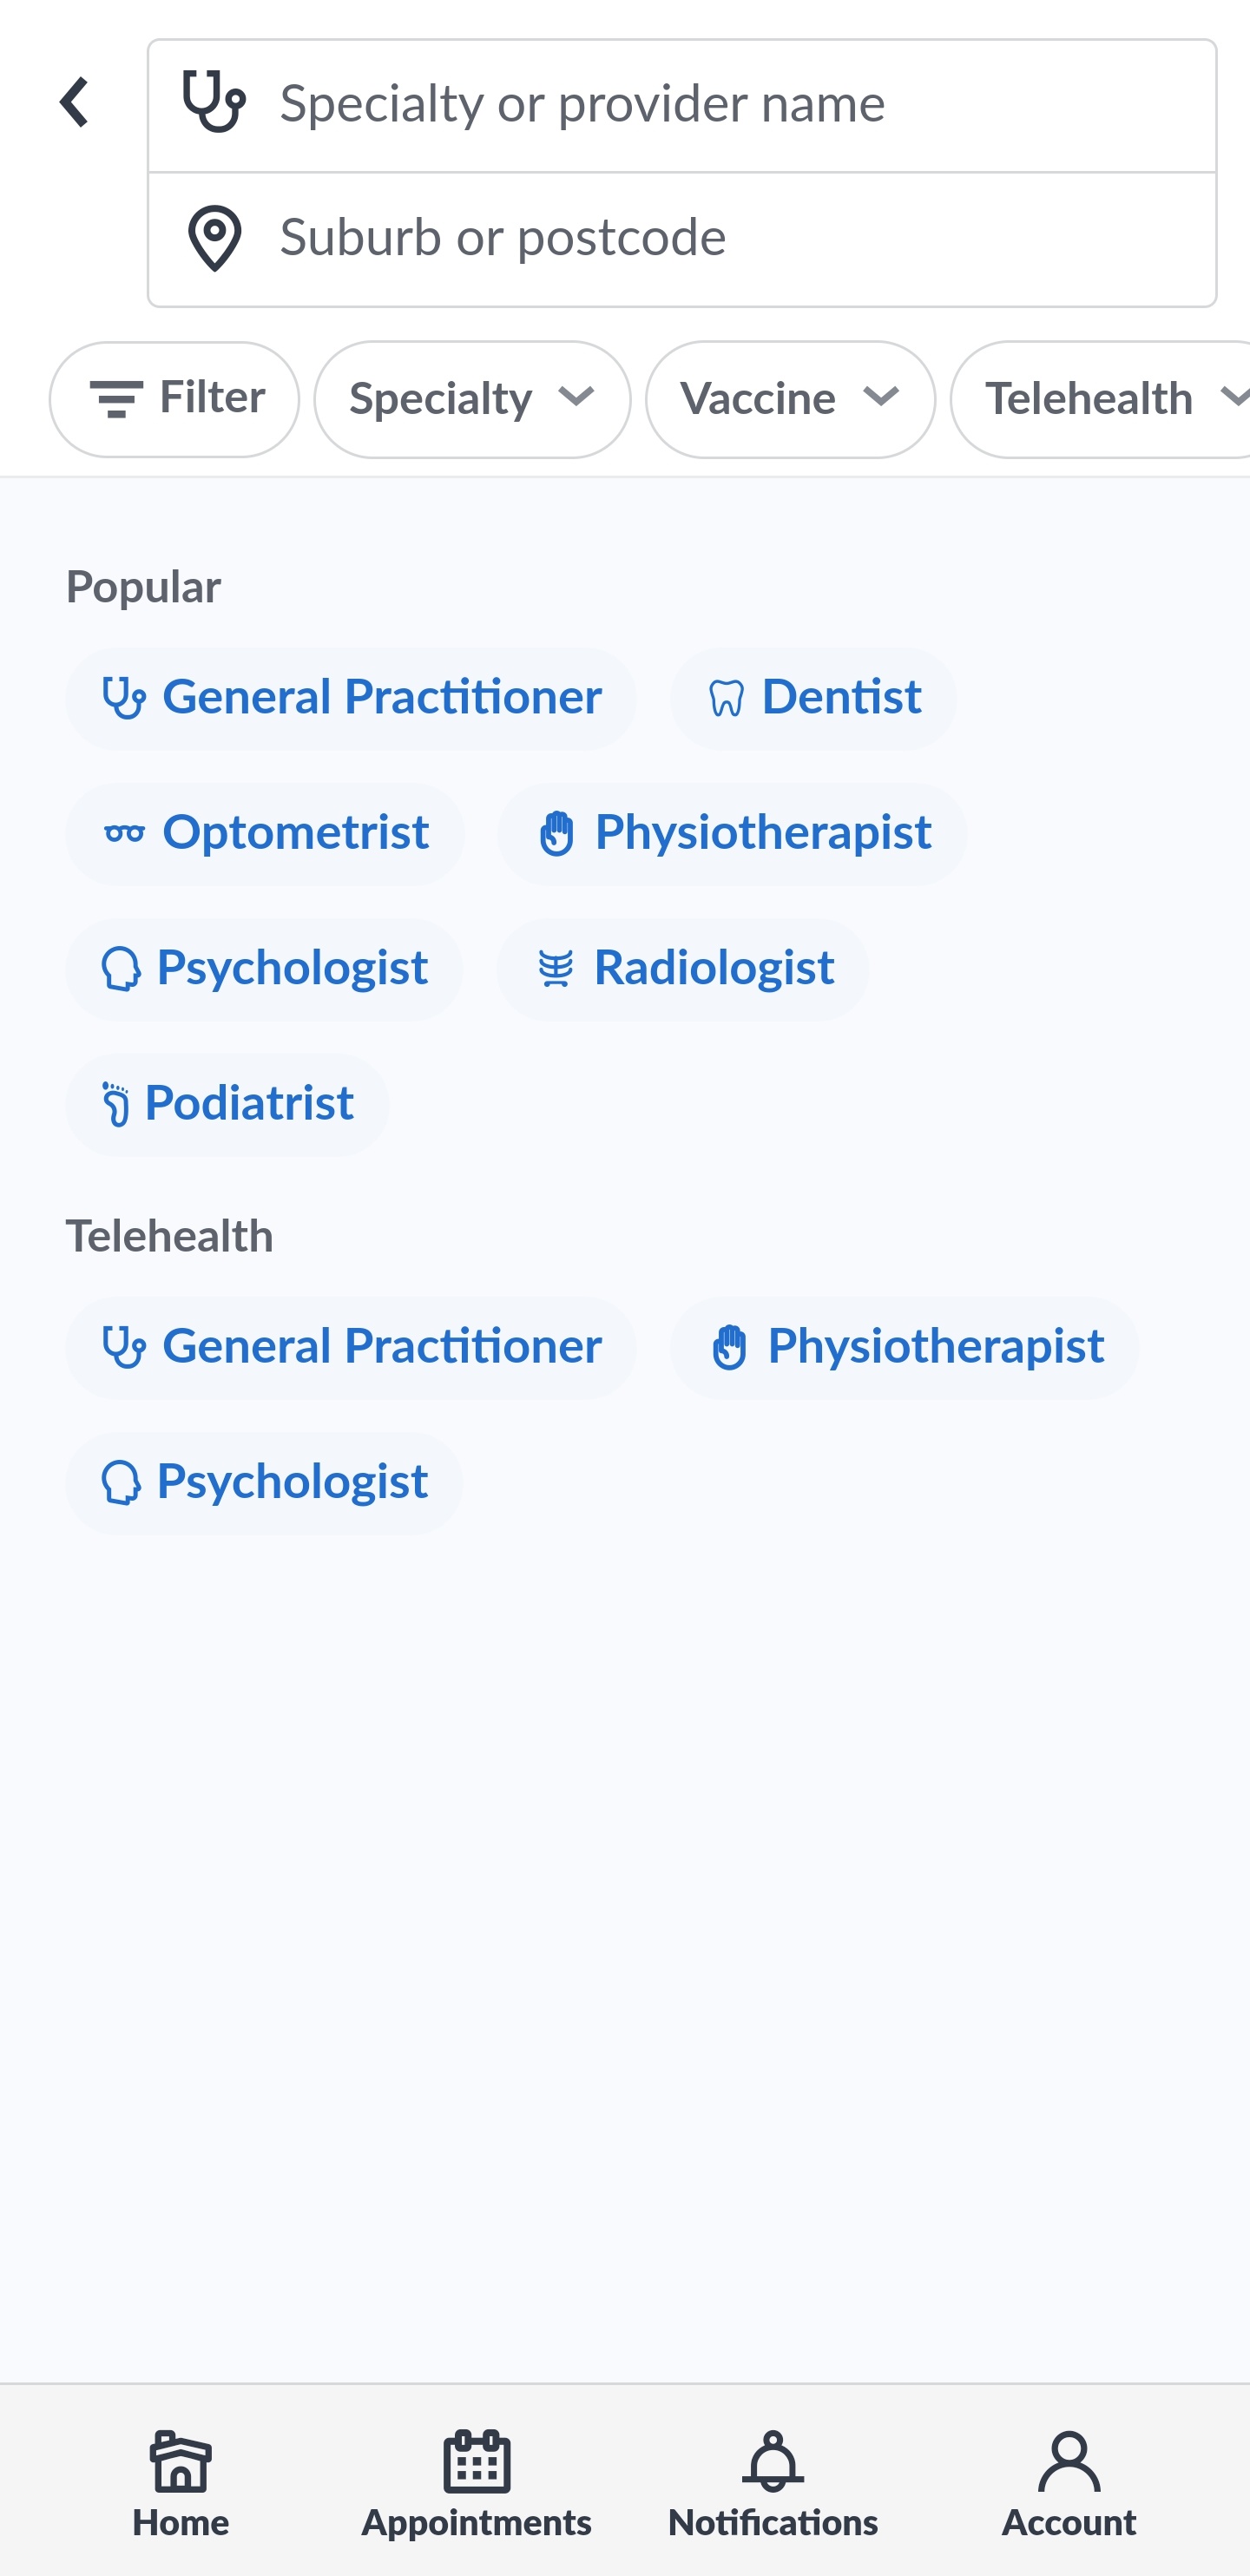 Specialty or provider name
Suburb or postcode
Filter Specialty Vaccine Telehealth
Popular
General Practitioner Dentist
Optometrist Physiotherapist
Psychologist Radiologist
Podiatrist
Telehealth
General Practitioner Physiotherapist
Psychologist
Home Appointments Notifications Account